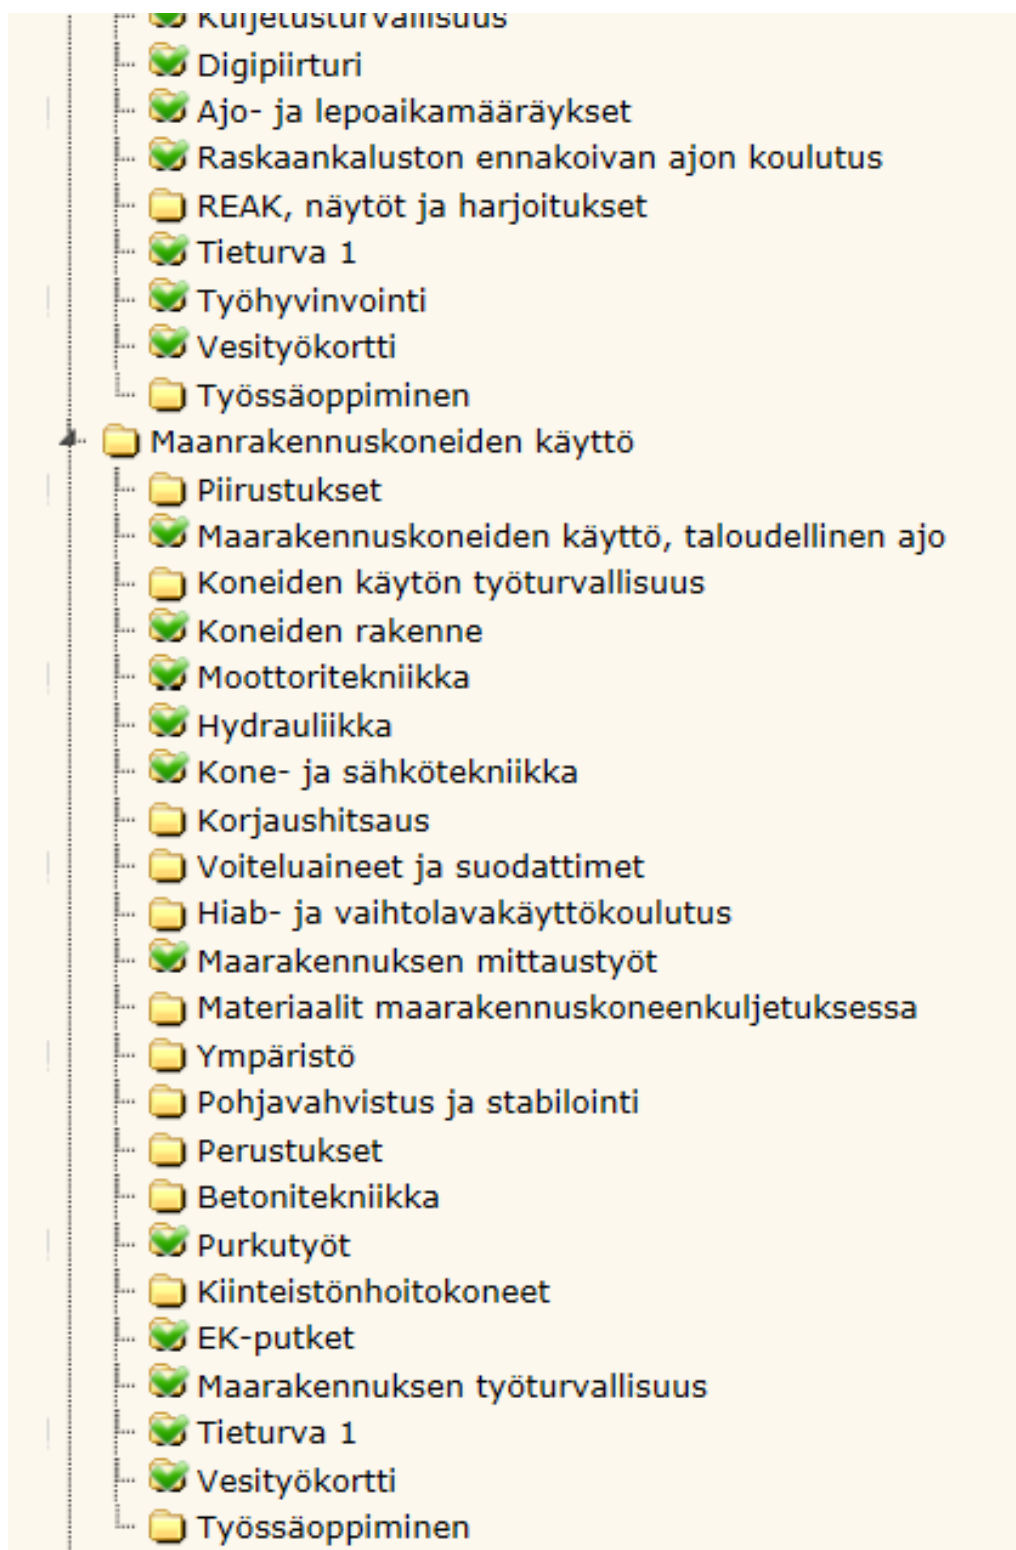 Kuljetusturvallisuus
Digipiirturi
Ajo- ja lepoaikamääräykset
Raskaankaluston ennakoivan ajon koulutus
REAK, näytöt ja harjoitukset
Tieturva 1
Työhyvinvointi
Vesityökortti
Työssäoppiminen
Maanrakennuskoneiden käyttö
Piirustukset
Maarakennuskoneiden käyttö, taloudellinen ajo
Koneiden käytön työturvallisuus
Koneiden rakenne
Moottoritekniikka
Hydrauliikka
Kone- ja sähkötekniikka
Korjaushitsaus
Voiteluaineet ja suodattimet
Hiab- ja vaihtolavakäyttökoulutus
Maarakennuksen mittaustyöt
Materiaalit maarakennuskoneenkuljetuksessa
Ympäristö
Pohjavahvistus ja stabilointi
Perustukset
Betonitekniikka
Purkutyöt
Kiinteistönhoitokoneet
EK-putket
Maarakennuksen työturvallisuus
Tieturva 1
Vesityökortti
Työssäoppiminen